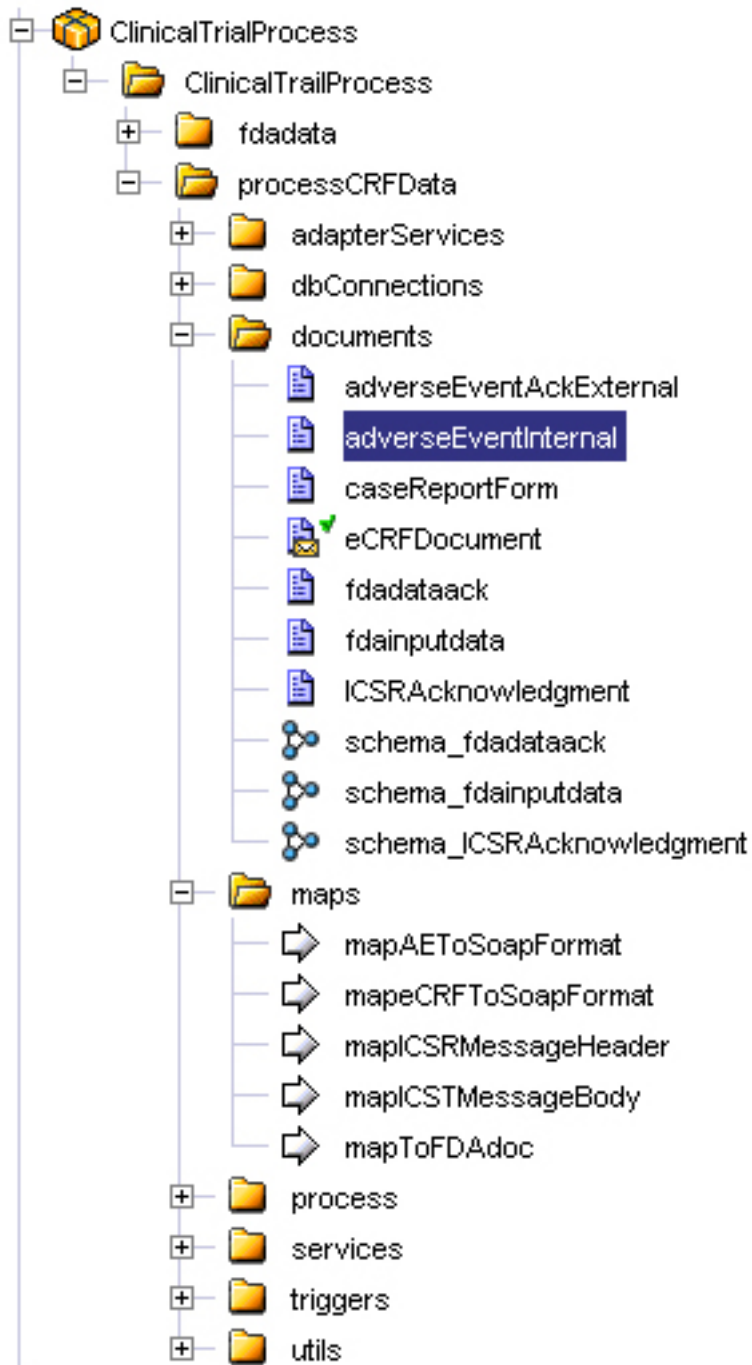 ClinicalTrialProcess
ClinicalTrailProcess
fdadata
processCRFData
adapterServices
dbConnections
documents
adverseEventAckExternal
adverseEventInternal
caseReportForm
eCRFDocument
fdadataack
fdainputdata
ICSRAcknowledgment
schema_fdadataack
schema_fdainputdata
schema_ICSRAcknowledgment
maps
mapAEToSoapFormat
mapeCRFToSoapFormat
mapICSRMessageHeader
mapICSTMessageBody
mapToFDAdoc
process
services
triggers
utils